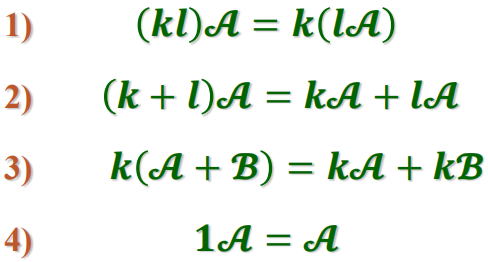 1) (kl)𝒜 = k(l𝒜)
2) (k + l)𝒜 = k𝒜 + l𝒜
3) k(𝒜 + ℬ) = k𝒜 + kℬ
4) 1𝒜 = 𝒜